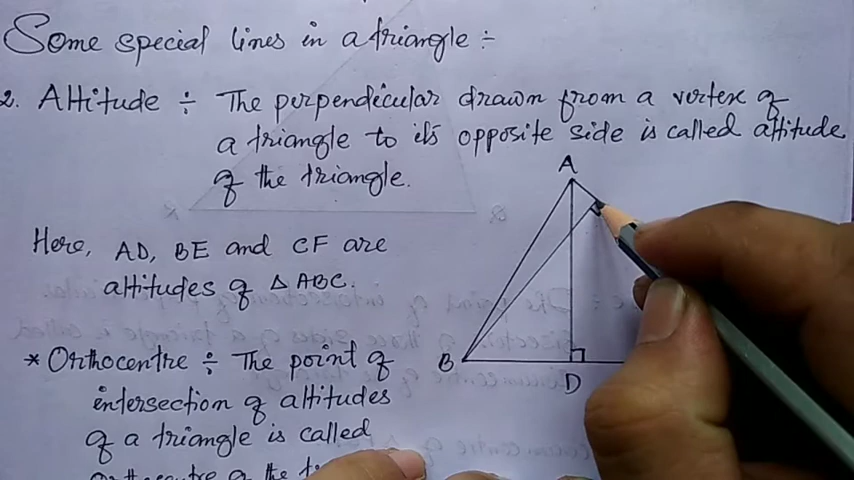 Some special lines in a triangle ÷
2. Altitude ÷ The perpendicular drawn from a vertex of
a triangle to it's opposite side is called altitude
of the triangle.
A
Here, AD, BE and CF are
altitudes of △ ABC.
B
D
* Orthocentre ÷ The point of
intersection of altitudes
of a triangle is called